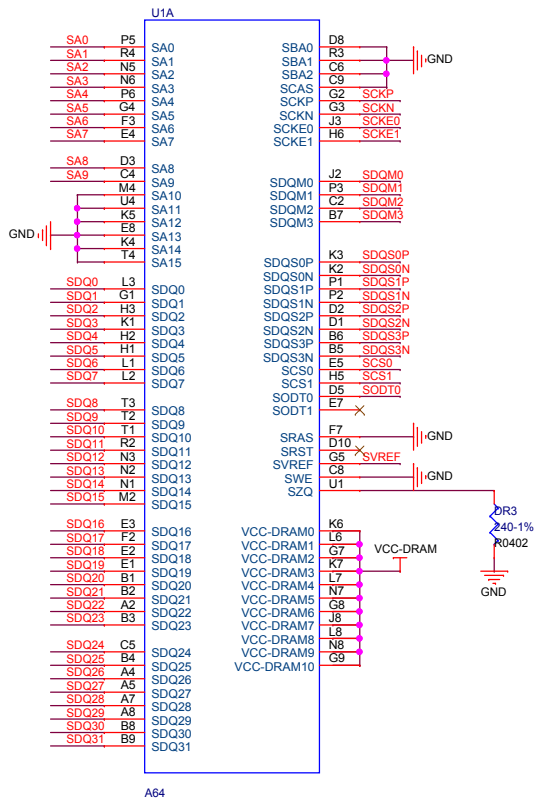 U1A
SA0 P5 SA0 SBA0 D8
SA1 R4 SA1 SBA1 R3 GND
SA2 N5 SA2 SBA2 C6
SA3 N6 SA3 SCAS C9
SA4 P6 SA4 SCKP G2 SCKP
SA5 G4 SA5 SCKN G3 SCKN
SA6 F3 SA6 SCKE0 J3 SCKE0
SA7 E4 SA7 SCKE1 H6 SCKE1
SA8 D3 SA8
SA9 C4 SA9 SDQM0 J2 SDQM0
M4 SA10 SDQM1 P3 SDQM1
U4 SA11 SDQM2 C2 SDQM2
K5 SA12 SDQM3 B7 SDQM3
GND E8 SA13
K4 SA14
T4 SA15 SDQS0P K3 SDQS0P
SDQS0N K2 SDQS0N
SDQ0 L3 SDQ0 SDQS1P P1 SDQS1P
SDQ1 G1 SDQ1 SDQS1N P2 SDQS1N
SDQ2 H3 SDQ2 SDQS2P D2 SDQS2P
SDQ3 K1 SDQ3 SDQS2N D1 SDQS2N
SDQ4 H2 SDQ4 SDQS3P B6 SDQS3P
SDQ5 H1 SDQ5 SDQS3N B5 SDQS3N
SDQ6 L1 SDQ6 SCS0 E5 SCS0
SDQ7 L2 SDQ7 SCS1 H5 SCS1
SODT0 D5 SODT0
SDQ8 T3 SDQ8 SODT1 E7
SDQ9 T2 SDQ9
SDQ10 T1 SDQ10 SRAS F7 GND
SDQ11 R2 SDQ11 SRST D10
SDQ12 N3 SDQ12 SVREF G5 SVREF
SDQ13 N2 SDQ13 SWE C8 GND
SDQ14 N1 SDQ14 SZQ U1
SDQ15 M2 SDQ15
DR3
240-1%
R0402
GND
SDQ16 E3 SDQ16 VCC-DRAM0 K6
SDQ17 F2 SDQ17 VCC-DRAM1 L6
SDQ18 E2 SDQ18 VCC-DRAM2 G7 VCC-DRAM
SDQ19 E1 SDQ19 VCC-DRAM3 K7
SDQ20 B1 SDQ20 VCC-DRAM4 L7
SDQ21 B2 SDQ21 VCC-DRAM5 N7
SDQ22 A2 SDQ22 VCC-DRAM6 G8
SDQ23 B3 SDQ23 VCC-DRAM7 J8
VCC-DRAM8 L8
SDQ24 C5 SDQ24 VCC-DRAM9 N8
SDQ25 B4 SDQ25 VCC-DRAM10 G9
SDQ26 A4 SDQ26
SDQ27 A5 SDQ27
SDQ28 A7 SDQ28
SDQ29 A8 SDQ29
SDQ30 B8 SDQ30
SDQ31 B9 SDQ31
A64